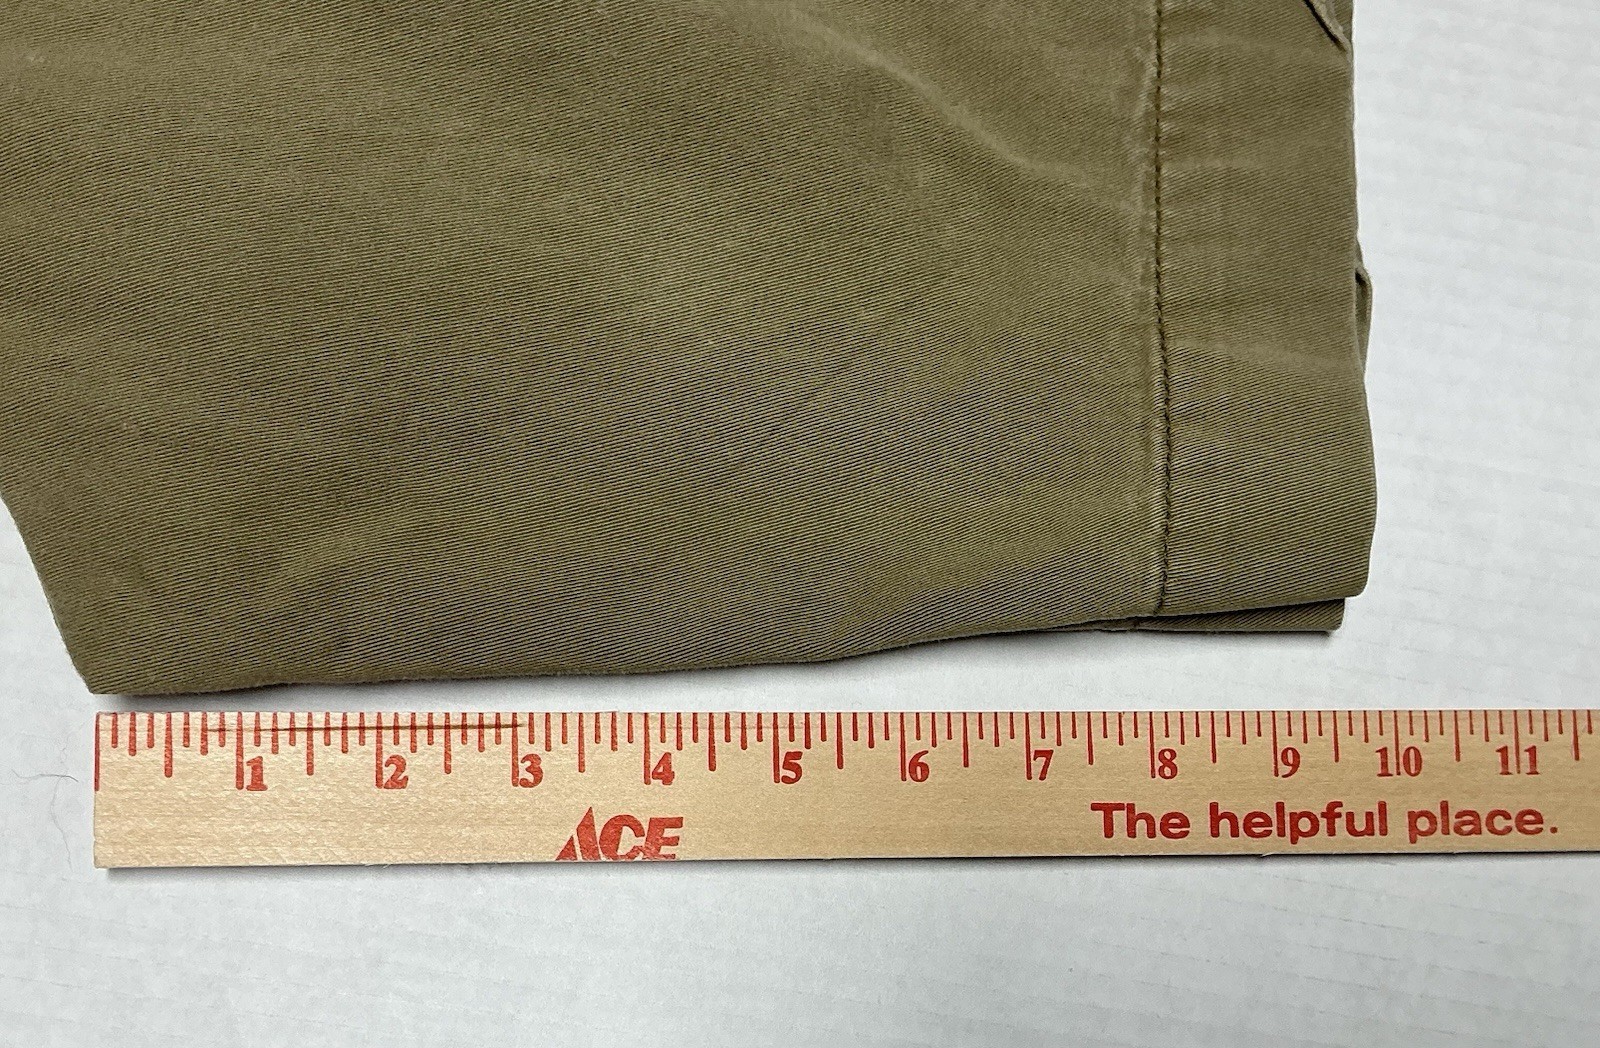 1 2 3 4 5 6 7 8 9 10 11
ACE
The helpful place.